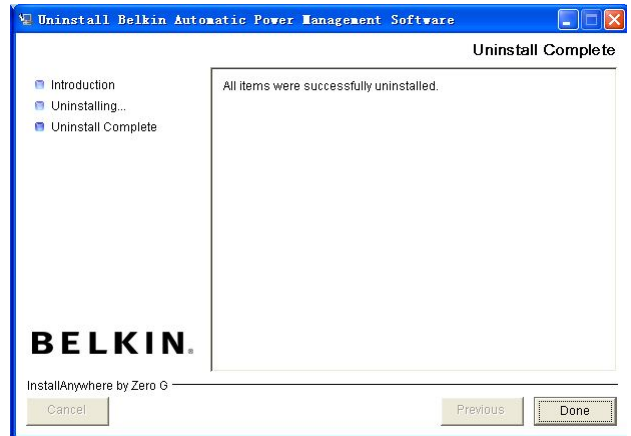 Uninstall Belkin Automatic Power Management Software
Uninstall Complete
Introduction
Uninstalling...
Uninstall Complete
All items were successfully uninstalled.
BELKIN.
InstallAnywhere by Zero G
Cancel
Previous
Done